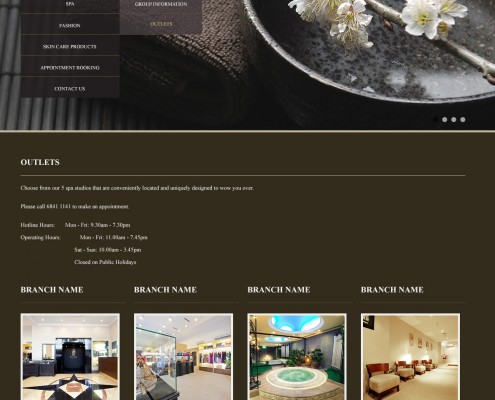 SPA
GROUP INFORMATION
FASHION
OUTLETS
SKIN CARE PRODUCTS
APPOINTMENT BOOKING
CONTACT US
OUTLETS
Choose from our 5 spa studios that are conveniently located and uniquely designed to wow you over.
Please call 6841 1141 to make an appointment.
Hotline Hours: Mon - Fri: 9.30am - 7.30pm
Operating Hours: Mon - Fri: 11.00am - 7.45pm
Sat - Sun: 10.00am - 3.45pm
Closed on Public Holidays
BRANCH NAME BRANCH NAME BRANCH NAME BRANCH NAME